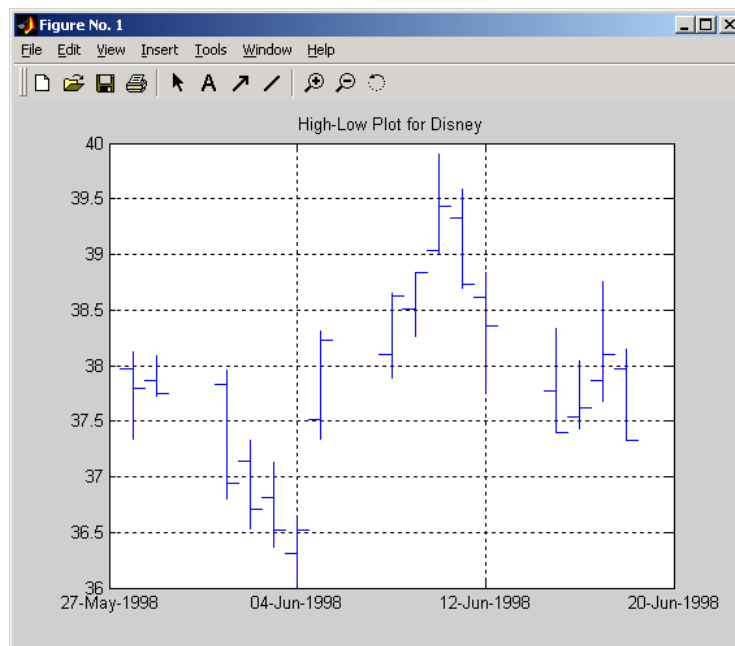 Figure No. 1
File Edit View Insert Tools Window Help
A
High-Low Plot for Disney
40
39.5
39
38.5
38
37.5
37
36.5
36
27-May-1998 04-Jun-1998 12-Jun-1998 20-Jun-1998